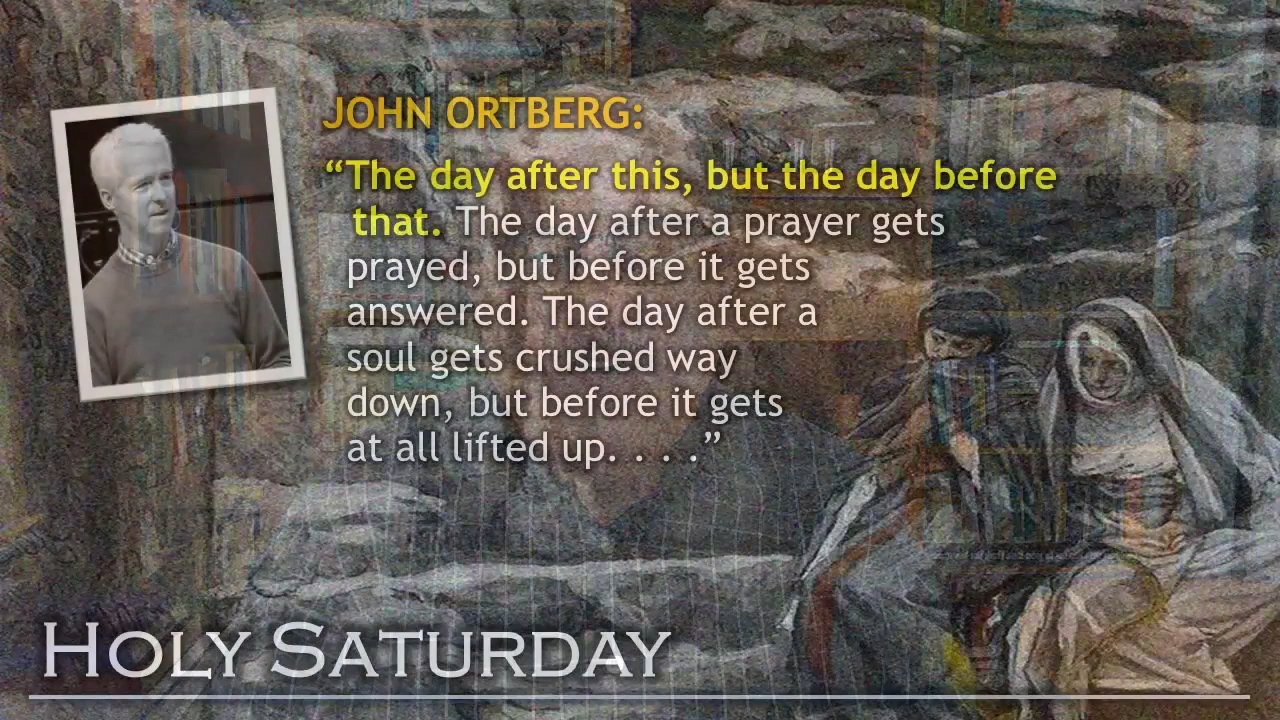 JOHN ORTBERG:
“The day after this, but the day before
that. The day after a prayer gets
prayed, but before it gets
answered. The day after a
soul gets crushed way
down, but before it gets
at all lifted up. . . .”
HOLY SATURDAY